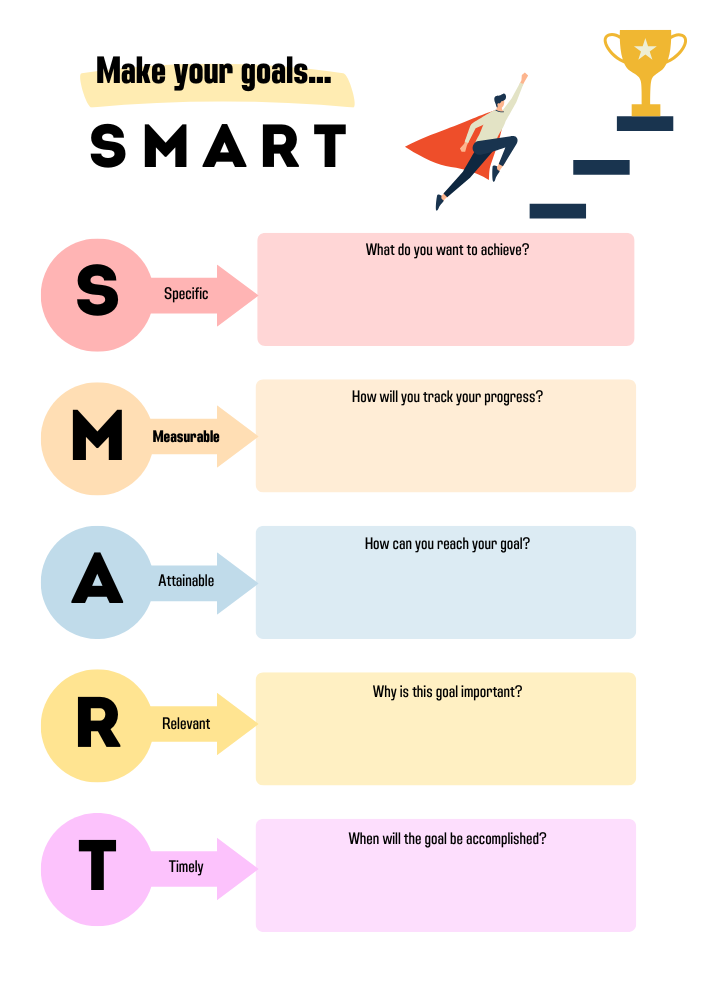 Make your goals...
SMART
S
Specific
What do you want to achieve?
M
Measurable
How will you track your progress?
A
Attainable
How can you reach your goal?
R
Relevant
Why is this goal important?
T
Timely
When will the goal be accomplished?